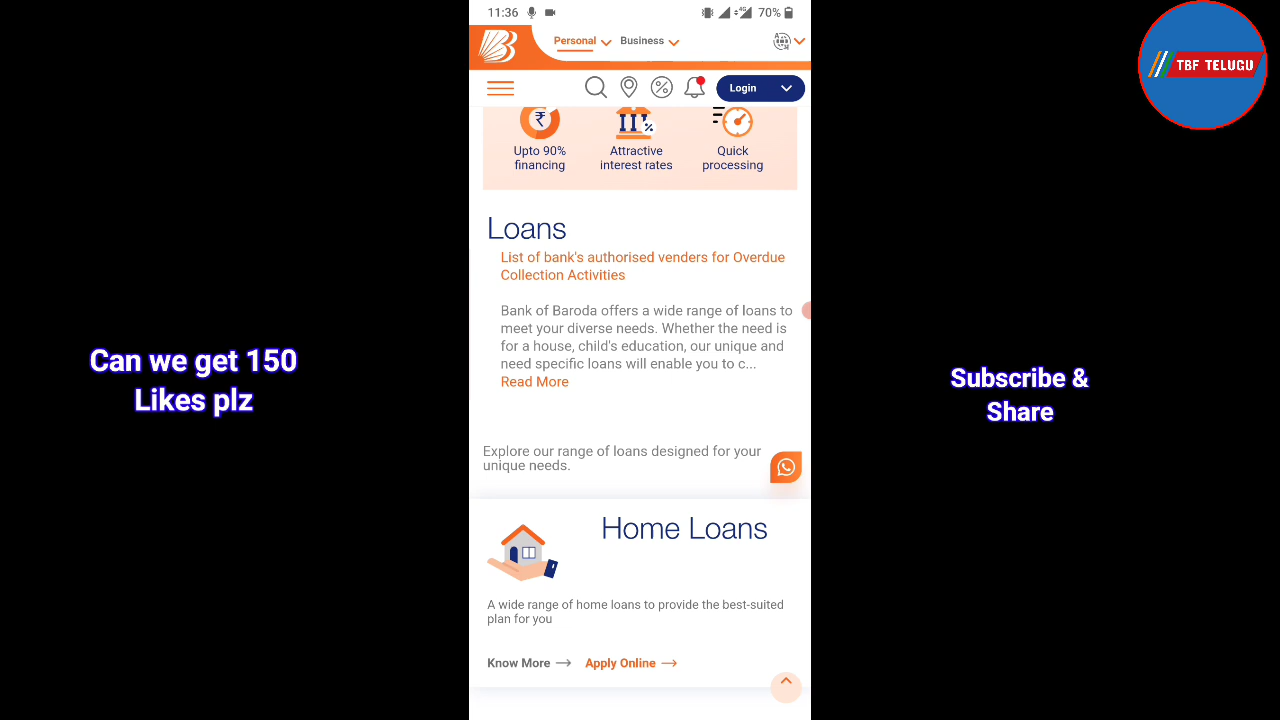 11:36
4G
70%
Personal
Business
Login
TBF TELUGU
Upto 90%
financing
Attractive
interest rates
Quick
processing
Loans
List of bank's authorised venders for Overdue
Collection Activities
Bank of Baroda offers a wide range of loans to
meet your diverse needs. Whether the need is
for a house, child's education, our unique and
need specific loans will enable you to c...
Read More
Can we get 150
Likes plz
Subscribe &
Share
Explore our range of loans designed for your
unique needs.
Home Loans
A wide range of home loans to provide the best-suited
plan for you
Know More
Apply Online